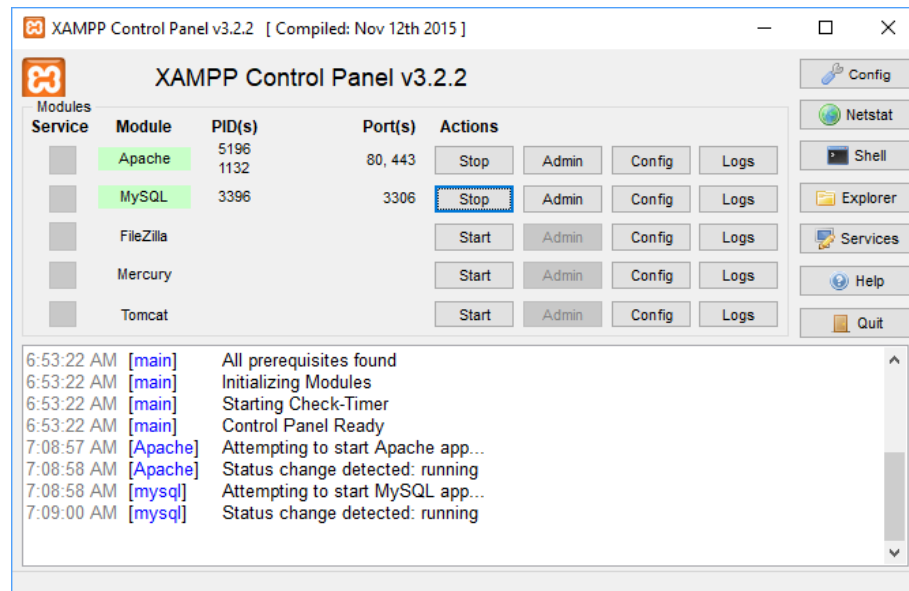 XAMPP Control Panel v3.2.2 [ Compiled: Nov 12th 2015 ]
XAMPP Control Panel v3.2.2
Config
Modules
Service Module PID(s) Port(s) Actions
Netstat
Apache 5196 1132 80, 443 Stop Admin Config Logs
Shell
MySQL 3396 3306 Stop Admin Config Logs
Explorer
FileZilla Start Admin Config Logs
Services
Mercury Start Admin Config Logs
Help
Tomcat Start Admin Config Logs
Quit
6:53:22 AM [main] All prerequisites found
6:53:22 AM [main] Initializing Modules
6:53:22 AM [main] Starting Check-Timer
6:53:22 AM [main] Control Panel Ready
7:08:57 AM [Apache] Attempting to start Apache app...
7:08:58 AM [Apache] Status change detected: running
7:08:58 AM [mysql] Attempting to start MySQL app...
7:09:00 AM [mysql] Status change detected: running